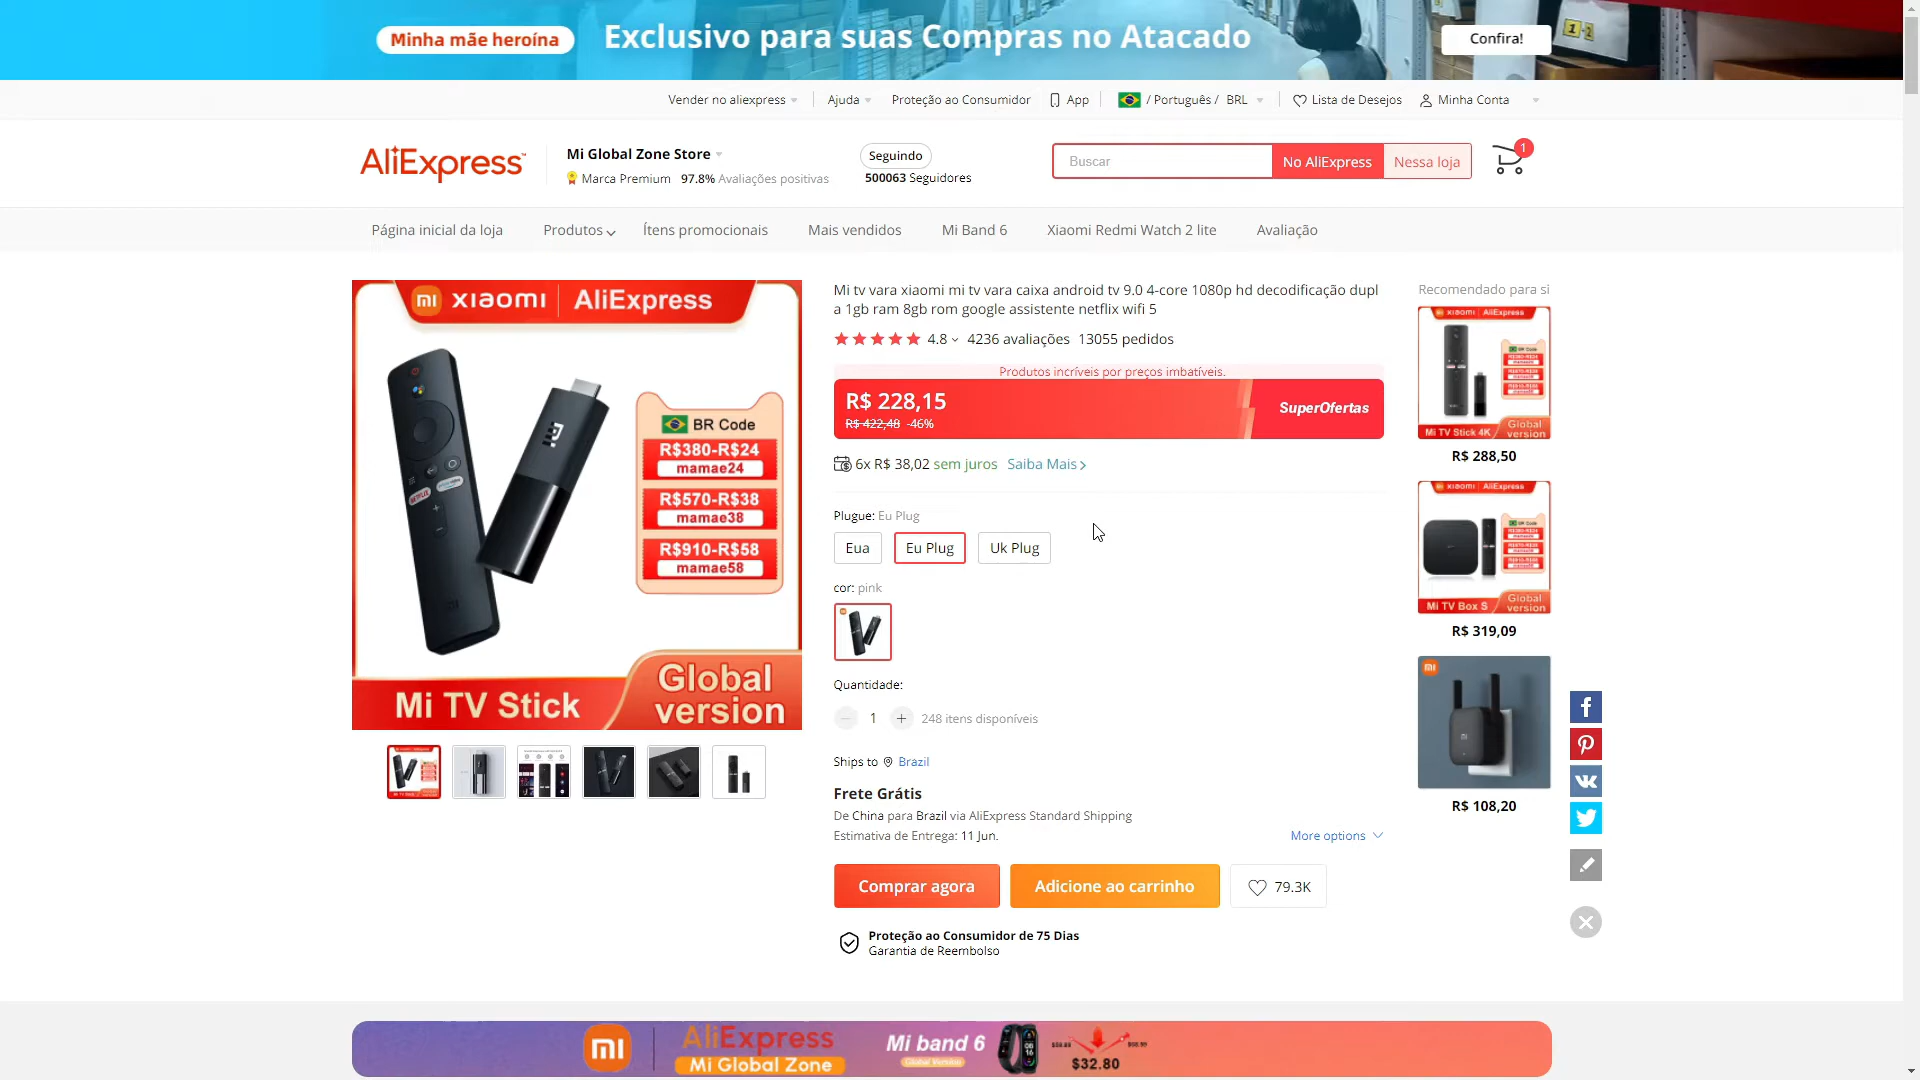 Minha mãe heroína
Exclusivo para suas Compras no Atacado
Confira!
Vender no aliexpress
Ajuda
Proteção ao Consumidor
App
/ Português / BRL
Lista de Desejos
Minha Conta
AliExpress
Mi Global Zone Store
Marca Premium 97.8% Avaliações positivas
Seguindo
500063 Seguidores
Buscar
No AliExpress
Nessa loja
1
Página inicial da loja
Produtos
Ítens promocionais
Mais vendidos
Mi Band 6
Xiaomi Redmi Watch 2 lite
Avaliação
xiaomi AliExpress
BR Code
R$380-R$24
mamae24
R$570-R$38
mamae38
R$910-R$58
mamae58
Mi TV Stick
Global
version
Mi tv vara xiaomi mi tv vara caixa android tv 9.0 4-core 1080p hd decodificação dupl
a 1gb ram 8gb rom google assistente netflix wifi 5
4.8 4236 avaliações 13055 pedidos
Produtos incríveis por preços imbatíveis.
R$ 228,15
R$ 422,48 -46%
SuperOfertas
6x R$ 38,02 sem juros Saiba Mais
Plugue: Eu Plug
Eua
Eu Plug
Uk Plug
cor: pink
Quantidade:
1
248 itens disponíveis
Ships to Brazil
Frete Grátis
De China para Brazil via AliExpress Standard Shipping
Estimativa de Entrega: 11 Jun.
More options
Comprar agora
Adicione ao carrinho
79.3K
Proteção ao Consumidor de 75 Dias
Garantia de Reembolso
Recomendado para si
xiaomi AliExpress
BR Code
Mi TV Stick 4K
Global
version
R$ 288,50
xiaomi AliExpress
BR Code
Mi TV Box S
Global
version
R$ 319,09
R$ 108,20
AliExpress
Mi Global Zone
Mi band 6
Global Version
$32.80